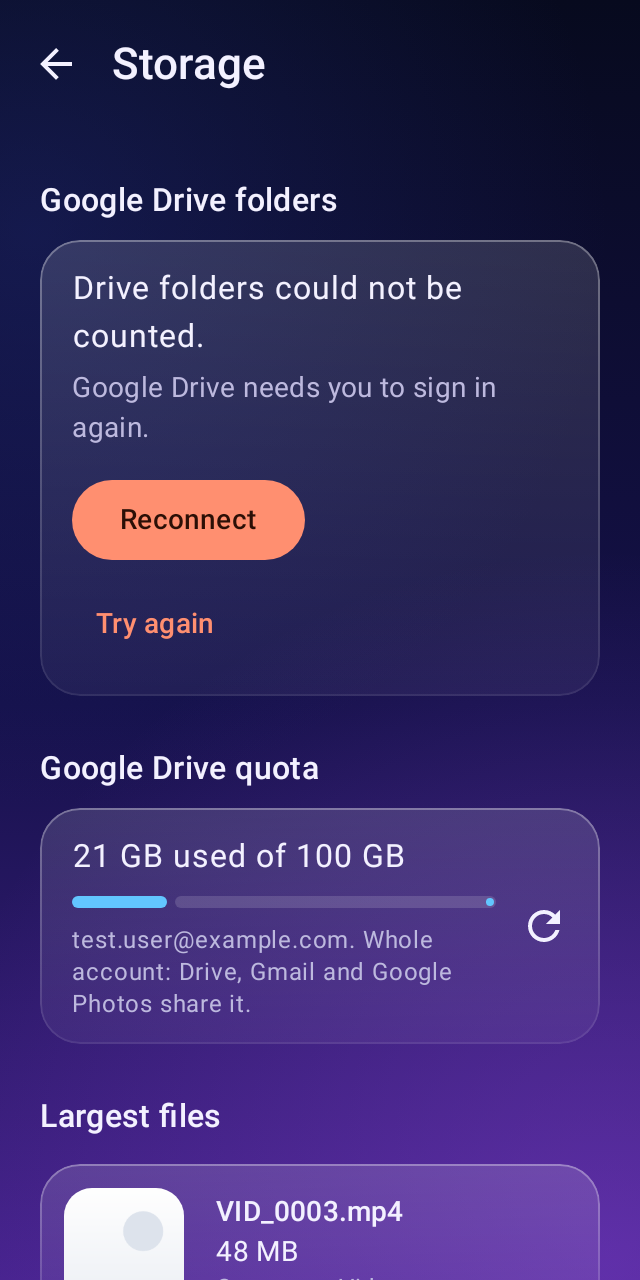 Storage
Google Drive folders
Drive folders could not be
counted.
Google Drive needs you to sign in
again.
Reconnect
Try again
Google Drive quota
21 GB used of 100 GB
test.user@example.com. Whole
account: Drive, Gmail and Google
Photos share it.
Largest files
VID_0003.mp4
48 MB